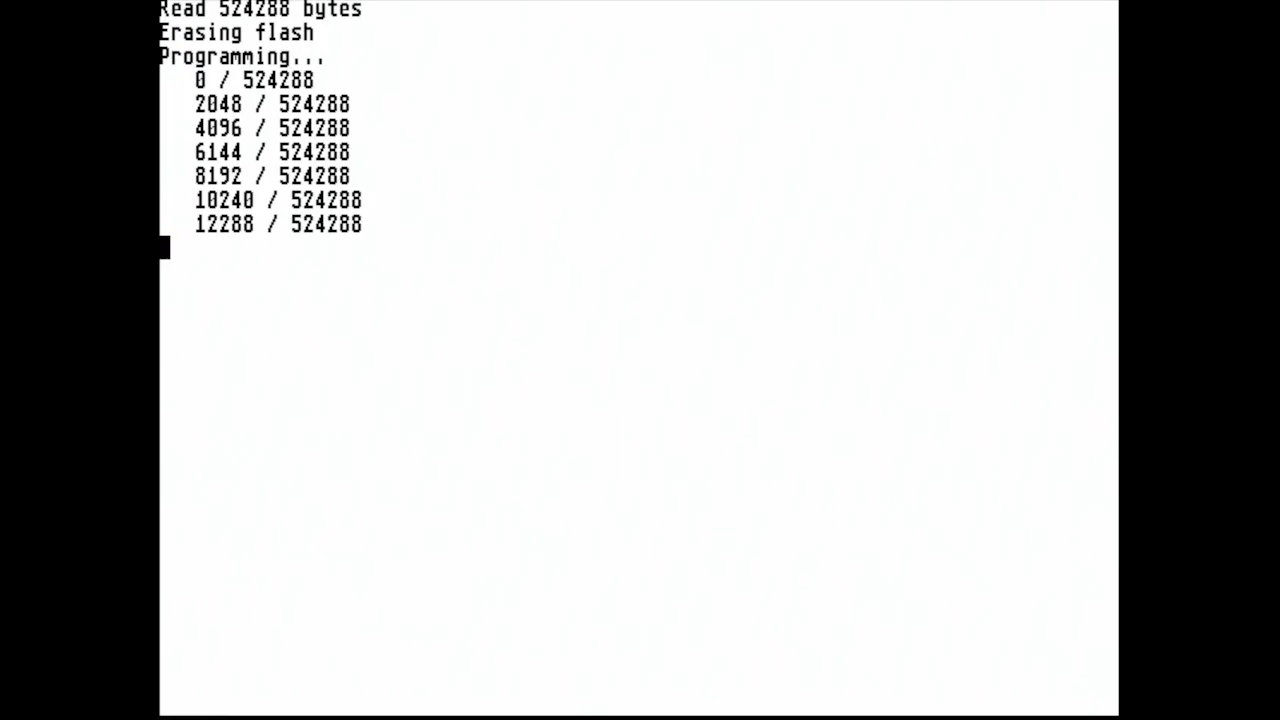 Read 524288 bytes
Erasing flash
Programming...
0 / 524288
2048 / 524288
4096 / 524288
6144 / 524288
8192 / 524288
10240 / 524288
12288 / 524288